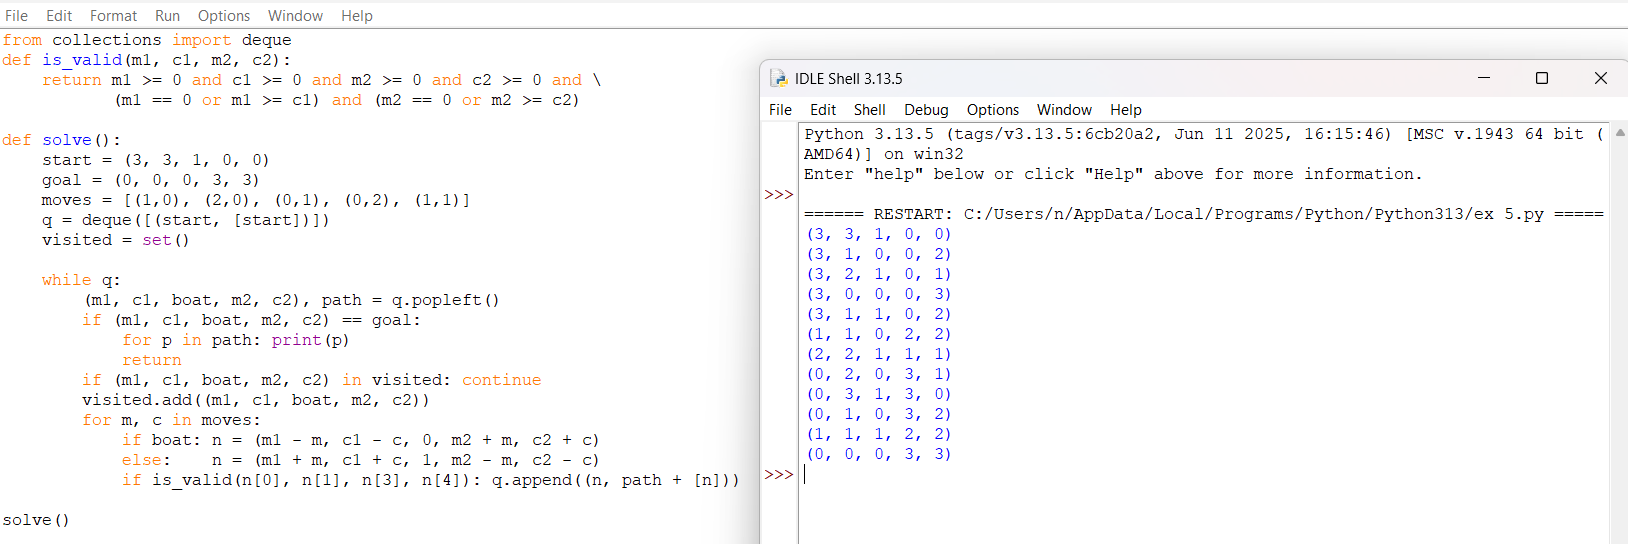 File Edit Format Run Options Window Help
from collections import deque
def is_valid(m1, c1, m2, c2):
    return m1 >= 0 and c1 >= 0 and m2 >= 0 and c2 >= 0 and \
           (m1 == 0 or m1 >= c1) and (m2 == 0 or m2 >= c2)

def solve():
    start = (3, 3, 1, 0, 0)
    goal = (0, 0, 0, 3, 3)
    moves = [(1,0), (2,0), (0,1), (0,2), (1,1)]
    q = deque([(start, [start])])
    visited = set()

    while q:
        (m1, c1, boat, m2, c2), path = q.popleft()
        if (m1, c1, boat, m2, c2) == goal:
            for p in path: print(p)
            return
        if (m1, c1, boat, m2, c2) in visited: continue
        visited.add((m1, c1, boat, m2, c2))
        for m, c in moves:
            if boat: n = (m1 - m, c1 - c, 0, m2 + m, c2 + c)
            else:    n = (m1 + m, c1 + c, 1, m2 - m, c2 - c)
            if is_valid(n[0], n[1], n[3], n[4]): q.append((n, path + [n]))

solve()
IDLE Shell 3.13.5
File Edit Shell Debug Options Window Help
Python 3.13.5 (tags/v3.13.5:6cb20a2, Jun 11 2025, 16:15:46) [MSC v.1943 64 bit (
AMD64)] on win32
Enter "help" below or click "Help" above for more information.
>>>
====== RESTART: C:/Users/n/AppData/Local/Programs/Python/Python313/ex 5.py =====
(3, 3, 1, 0, 0)
(3, 1, 0, 0, 2)
(3, 2, 1, 0, 1)
(3, 0, 0, 0, 3)
(3, 1, 1, 0, 2)
(1, 1, 0, 2, 2)
(2, 2, 1, 1, 1)
(0, 2, 0, 3, 1)
(0, 3, 1, 3, 0)
(0, 1, 0, 3, 2)
(1, 1, 1, 2, 2)
(0, 0, 0, 3, 3)
>>>